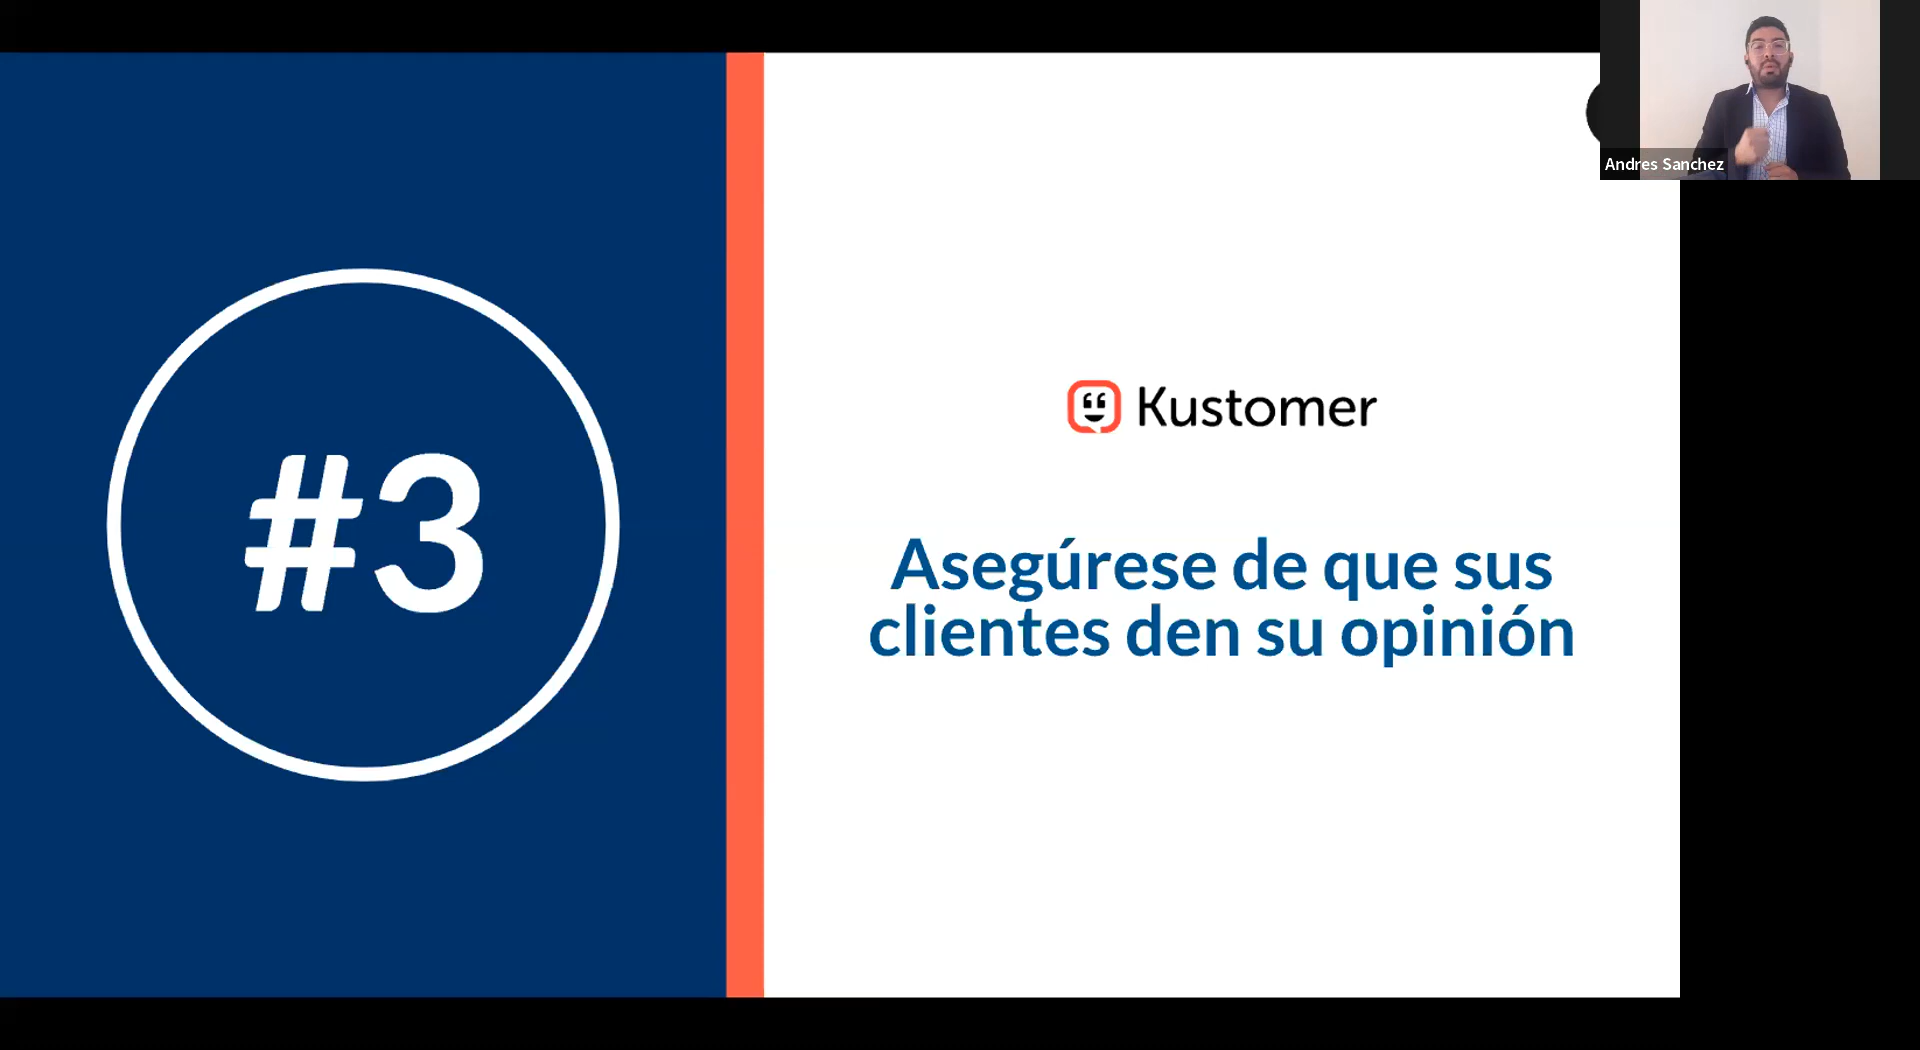 #3
Kustomer
Asegúrese de que sus
clientes den su opinión
Andres Sanchez